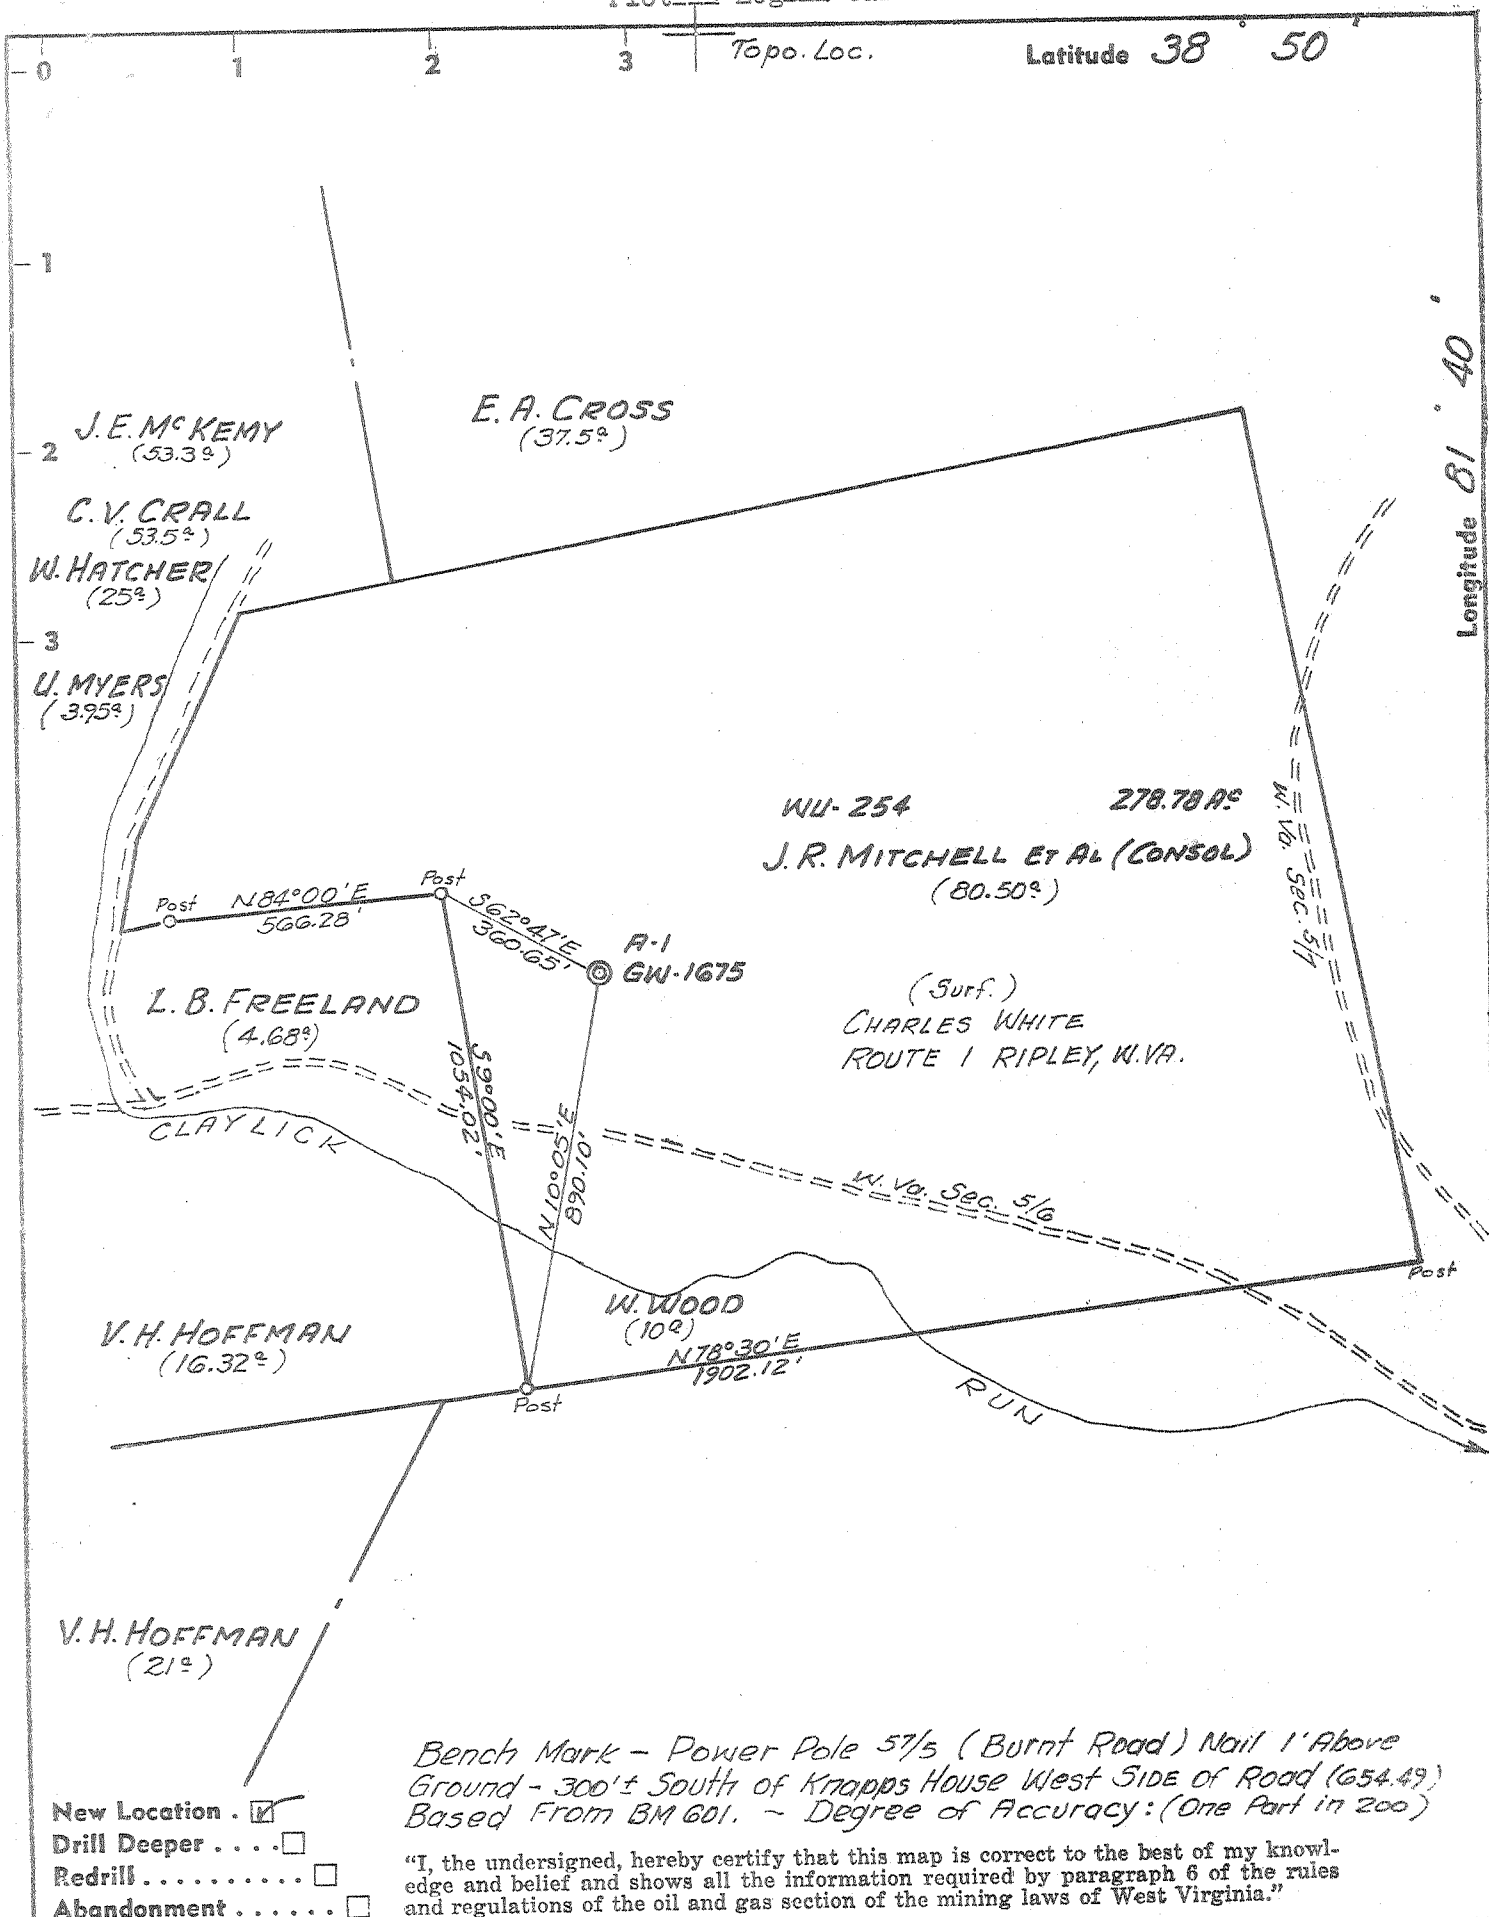 Topo. Loc.
Latitude 38° 50'
0
1
2
3
1
2
3
Longitude 81° 40'
J.E. McKEMY
(53.3a)
E.A. CROSS
(37.5a)
C.V. CRALL
(53.5a)
W. HATCHER
(25a)
U. MYERS
(3.95a)
WU-254
278.78 Ac
J.R. MITCHELL ET AL (CONSOL)
(80.50a)
W. Va. Sec. 5/7
Post
N84°00'E
566.28'
Post
S62°47'E
360.65'
A-1
GW-1675
L.B. FREELAND
(4.68a)
(Surf.)
CHARLES WHITE
ROUTE 1 RIPLEY, W.VA.
S9°00'E
1054.02'
N10°05'E
890.10'
CLAYLICK
W. Va. Sec. 5/6
Post
W. WOOD
(10a)
V.H. HOFFMAN
(16.32a)
N78°30'E
1902.12'
Post
RUN
V.H. HOFFMAN
(21a)
Bench Mark - Power Pole 57/5 (Burnt Road) Nail 1' Above
Ground - 300'± South of Knapps House West SIDE of Road (654.49)
Based From BM 601. ~ Degree of Accuracy: (One Part in 200)
New Location . ☑
Drill Deeper . . . . ☐
Redrill . . . . . . . . . . ☐
Abandonment . . . . . . ☐
"I, the undersigned, hereby certify that this map is correct to the best of my knowl-
edge and belief and shows all the information required by paragraph 6 of the rules
and regulations of the oil and gas section of the mining laws of West Virginia."